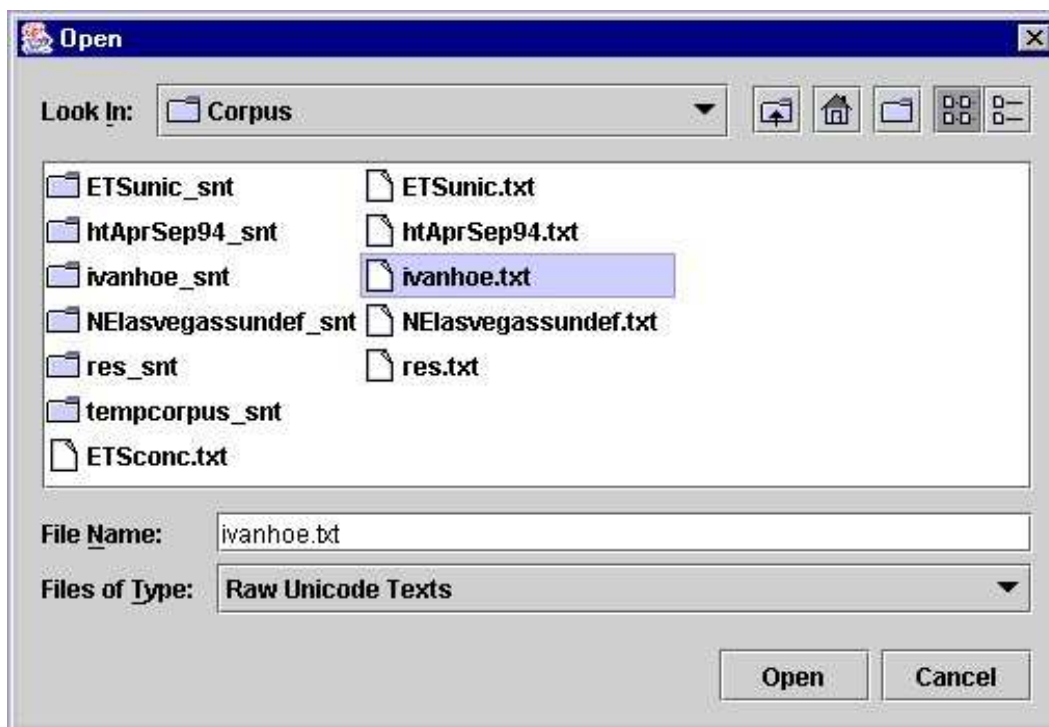 Open
Look In: Corpus
ETSunic_snt ETSunic.txt
htAprSep94_snt htAprSep94.txt
ivanhoe_snt ivanhoe.txt
NElasvegassundef_snt NElasvegassundef.txt
res_snt res.txt
tempcorpus_snt
ETSconc.txt
File Name: ivanhoe.txt
Files of Type: Raw Unicode Texts
Open Cancel